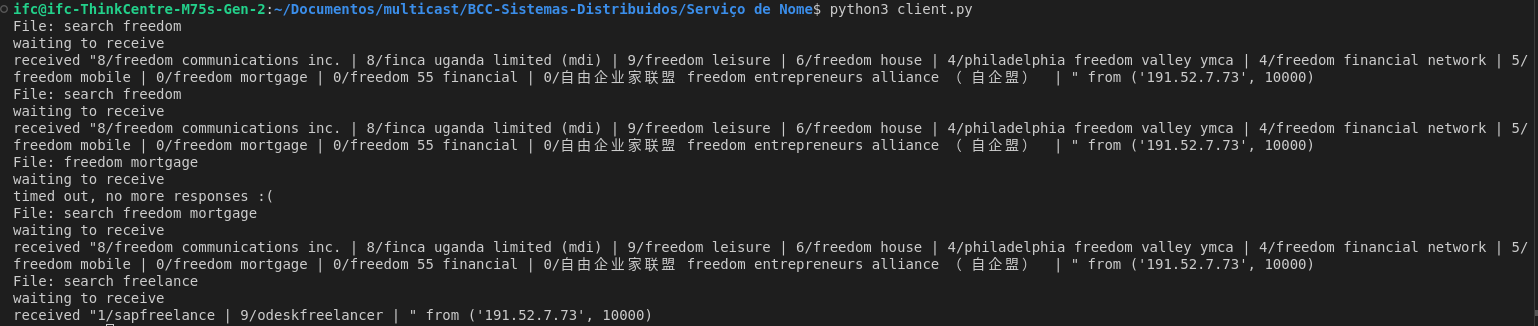 ifc@ifc-ThinkCentre-M75s-Gen-2:~/Documentos/multicast/BCC-Sistemas-Distribuidos/Serviço de Nome$ python3 client.py
File: search freedom
waiting to receive
received "8/freedom communications inc. | 8/finca uganda limited (mdi) | 9/freedom leisure | 6/freedom house | 4/philadelphia freedom valley ymca | 4/freedom financial network | 5/
freedom mobile | 0/freedom mortgage | 0/freedom 55 financial | 0/自由企业家联盟 freedom entrepreneurs alliance （自企盟） | " from ('191.52.7.73', 10000)
File: search freedom
waiting to receive
received "8/freedom communications inc. | 8/finca uganda limited (mdi) | 9/freedom leisure | 6/freedom house | 4/philadelphia freedom valley ymca | 4/freedom financial network | 5/
freedom mobile | 0/freedom mortgage | 0/freedom 55 financial | 0/自由企业家联盟 freedom entrepreneurs alliance （自企盟） | " from ('191.52.7.73', 10000)
File: freedom mortgage
waiting to receive
timed out, no more responses :(
File: search freedom mortgage
waiting to receive
received "8/freedom communications inc. | 8/finca uganda limited (mdi) | 9/freedom leisure | 6/freedom house | 4/philadelphia freedom valley ymca | 4/freedom financial network | 5/
freedom mobile | 0/freedom mortgage | 0/freedom 55 financial | 0/自由企业家联盟 freedom entrepreneurs alliance （自企盟） | " from ('191.52.7.73', 10000)
File: search freelance
waiting to receive
received "1/sapfreelance | 9/odeskfreelancer | " from ('191.52.7.73', 10000)